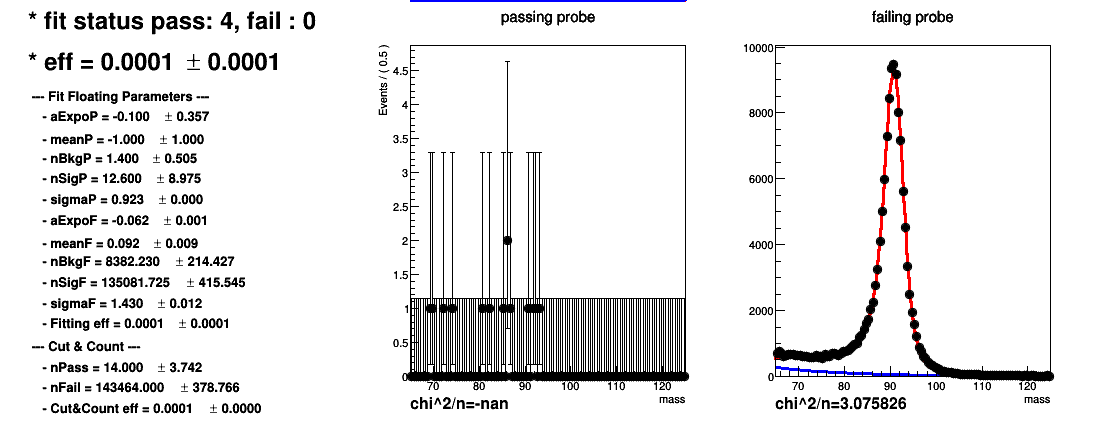 * fit status pass: 4, fail : 0
* eff = 0.0001 ± 0.0001
--- Fit Floating Parameters ---
- aExpoP = -0.100 ± 0.357
- meanP = -1.000 ± 1.000
- nBkgP = 1.400 ± 0.505
- nSigP = 12.600 ± 8.975
- sigmaP = 0.923 ± 0.000
- aExpoF = -0.062 ± 0.001
- meanF = 0.092 ± 0.009
- nBkgF = 8382.230 ± 214.427
- nSigF = 135081.725 ± 415.545
- sigmaF = 1.430 ± 0.012
- Fitting eff = 0.0001 ± 0.0001
--- Cut & Count ---
- nPass = 14.000 ± 3.742
- nFail = 143464.000 ± 378.766
- Cut&Count eff = 0.0001 ± 0.0000
passing probe
Events / ( 0.5 )
4.5
4
3.5
3
2.5
2
1.5
1
0.5
0
70 80 90 100 110 120
mass
chi^2/n=-nan
failing probe
10000
8000
6000
4000
2000
0
70 80 90 100 110 120
mass
chi^2/n=3.075826